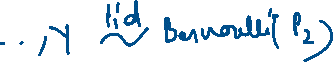 ..,Y iid ~ Bernoulli(P₂)